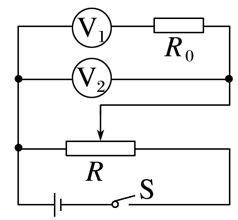 V₁ R₀
V₂
R S